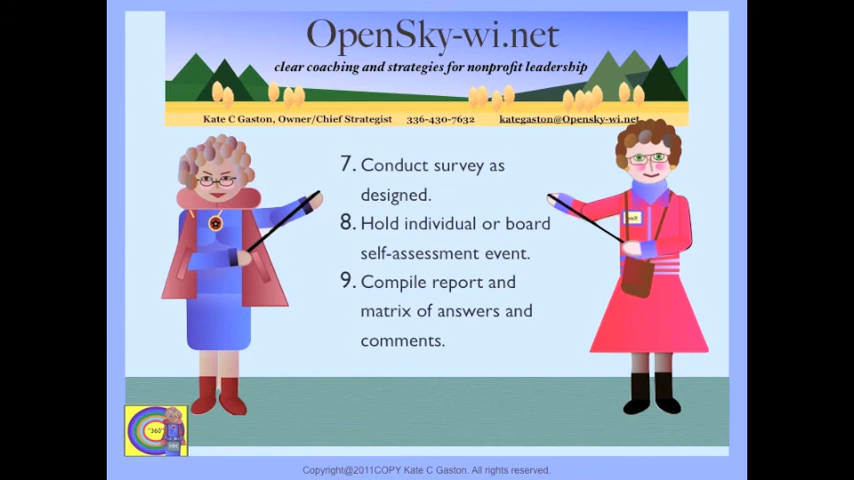 OpenSky-wi.net
clear coaching and strategies for nonprofit leadership
Kate C Gaston, Owner/Chief Strategist 336-430-7632 kategaston@Opensky-wi.net
7. Conduct survey as
designed.
8. Hold individual or board
self-assessment event.
9. Compile report and
matrix of answers and
comments.
"360"
Copyright@2011COPY Kate C Gaston. All rights reserved.